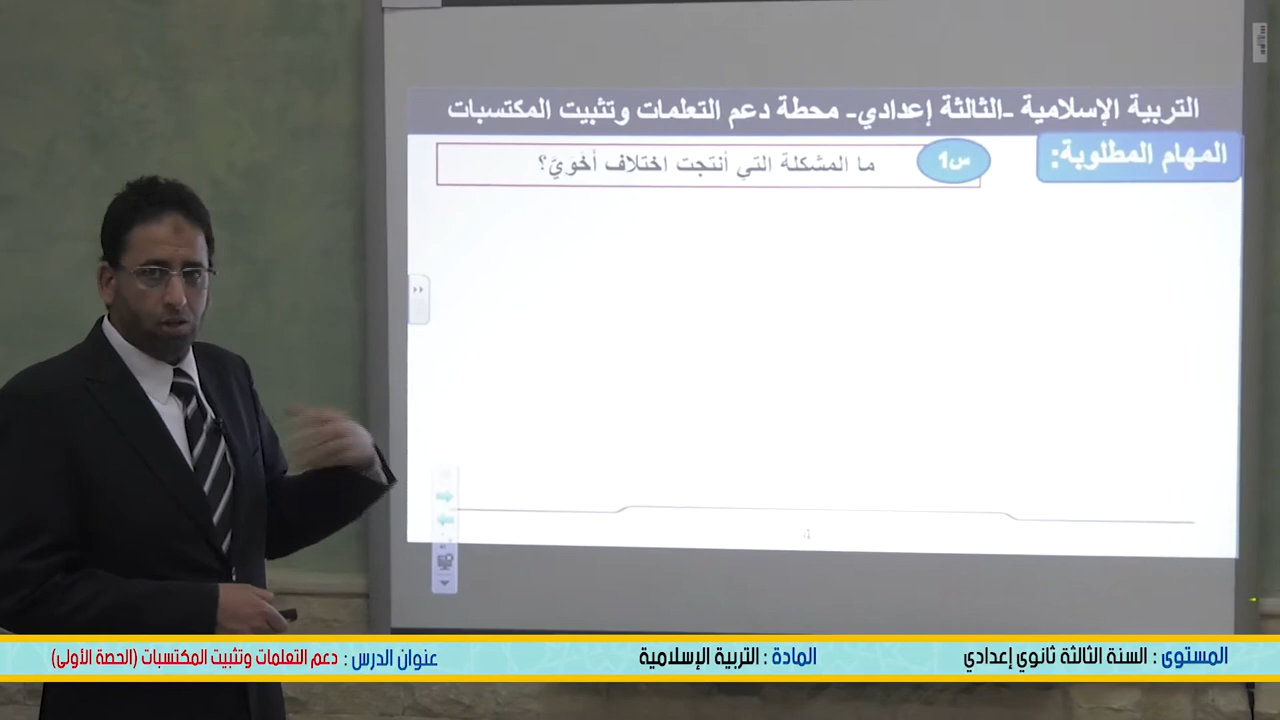 التربية الإسلامية -الثالثة إعدادي- محطة دعم التعلمات وتثبيت المكتسبات
المهام المطلوبة:
س1
ما المشكلة التي أنتجت اختلاف أَخَوَيَّ؟
4
المستوى : السنة الثالثة ثانوي إعدادي
المادة : التربية الإسلامية
عنوان الدرس : دعم التعلمات وتثبيت المكتسبات (الحصة الأولى)